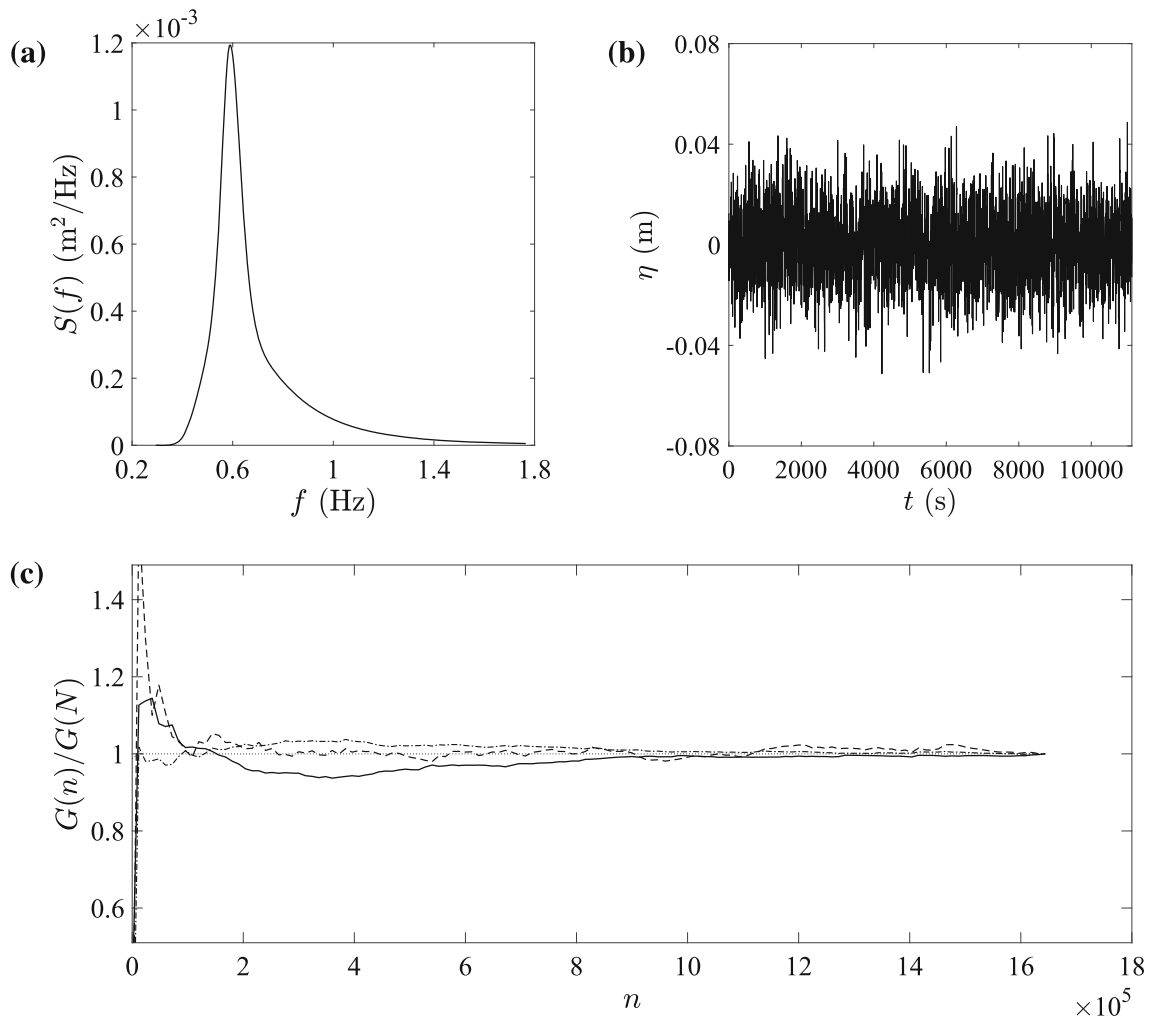 (a)
×10⁻³
1.2
1
0.8
0.6
0.4
0.2
0
S(f) (m²/Hz)
0.2 0.6 1 1.4 1.8
f (Hz)
(b)
0.08
0.04
0
-0.04
-0.08
η (m)
0 2000 4000 6000 8000 10000
t (s)
(c)
1.4
1.2
1
0.8
0.6
G(n)/G(N)
0 2 4 6 8 10 12 14 16 18
×10⁵
n